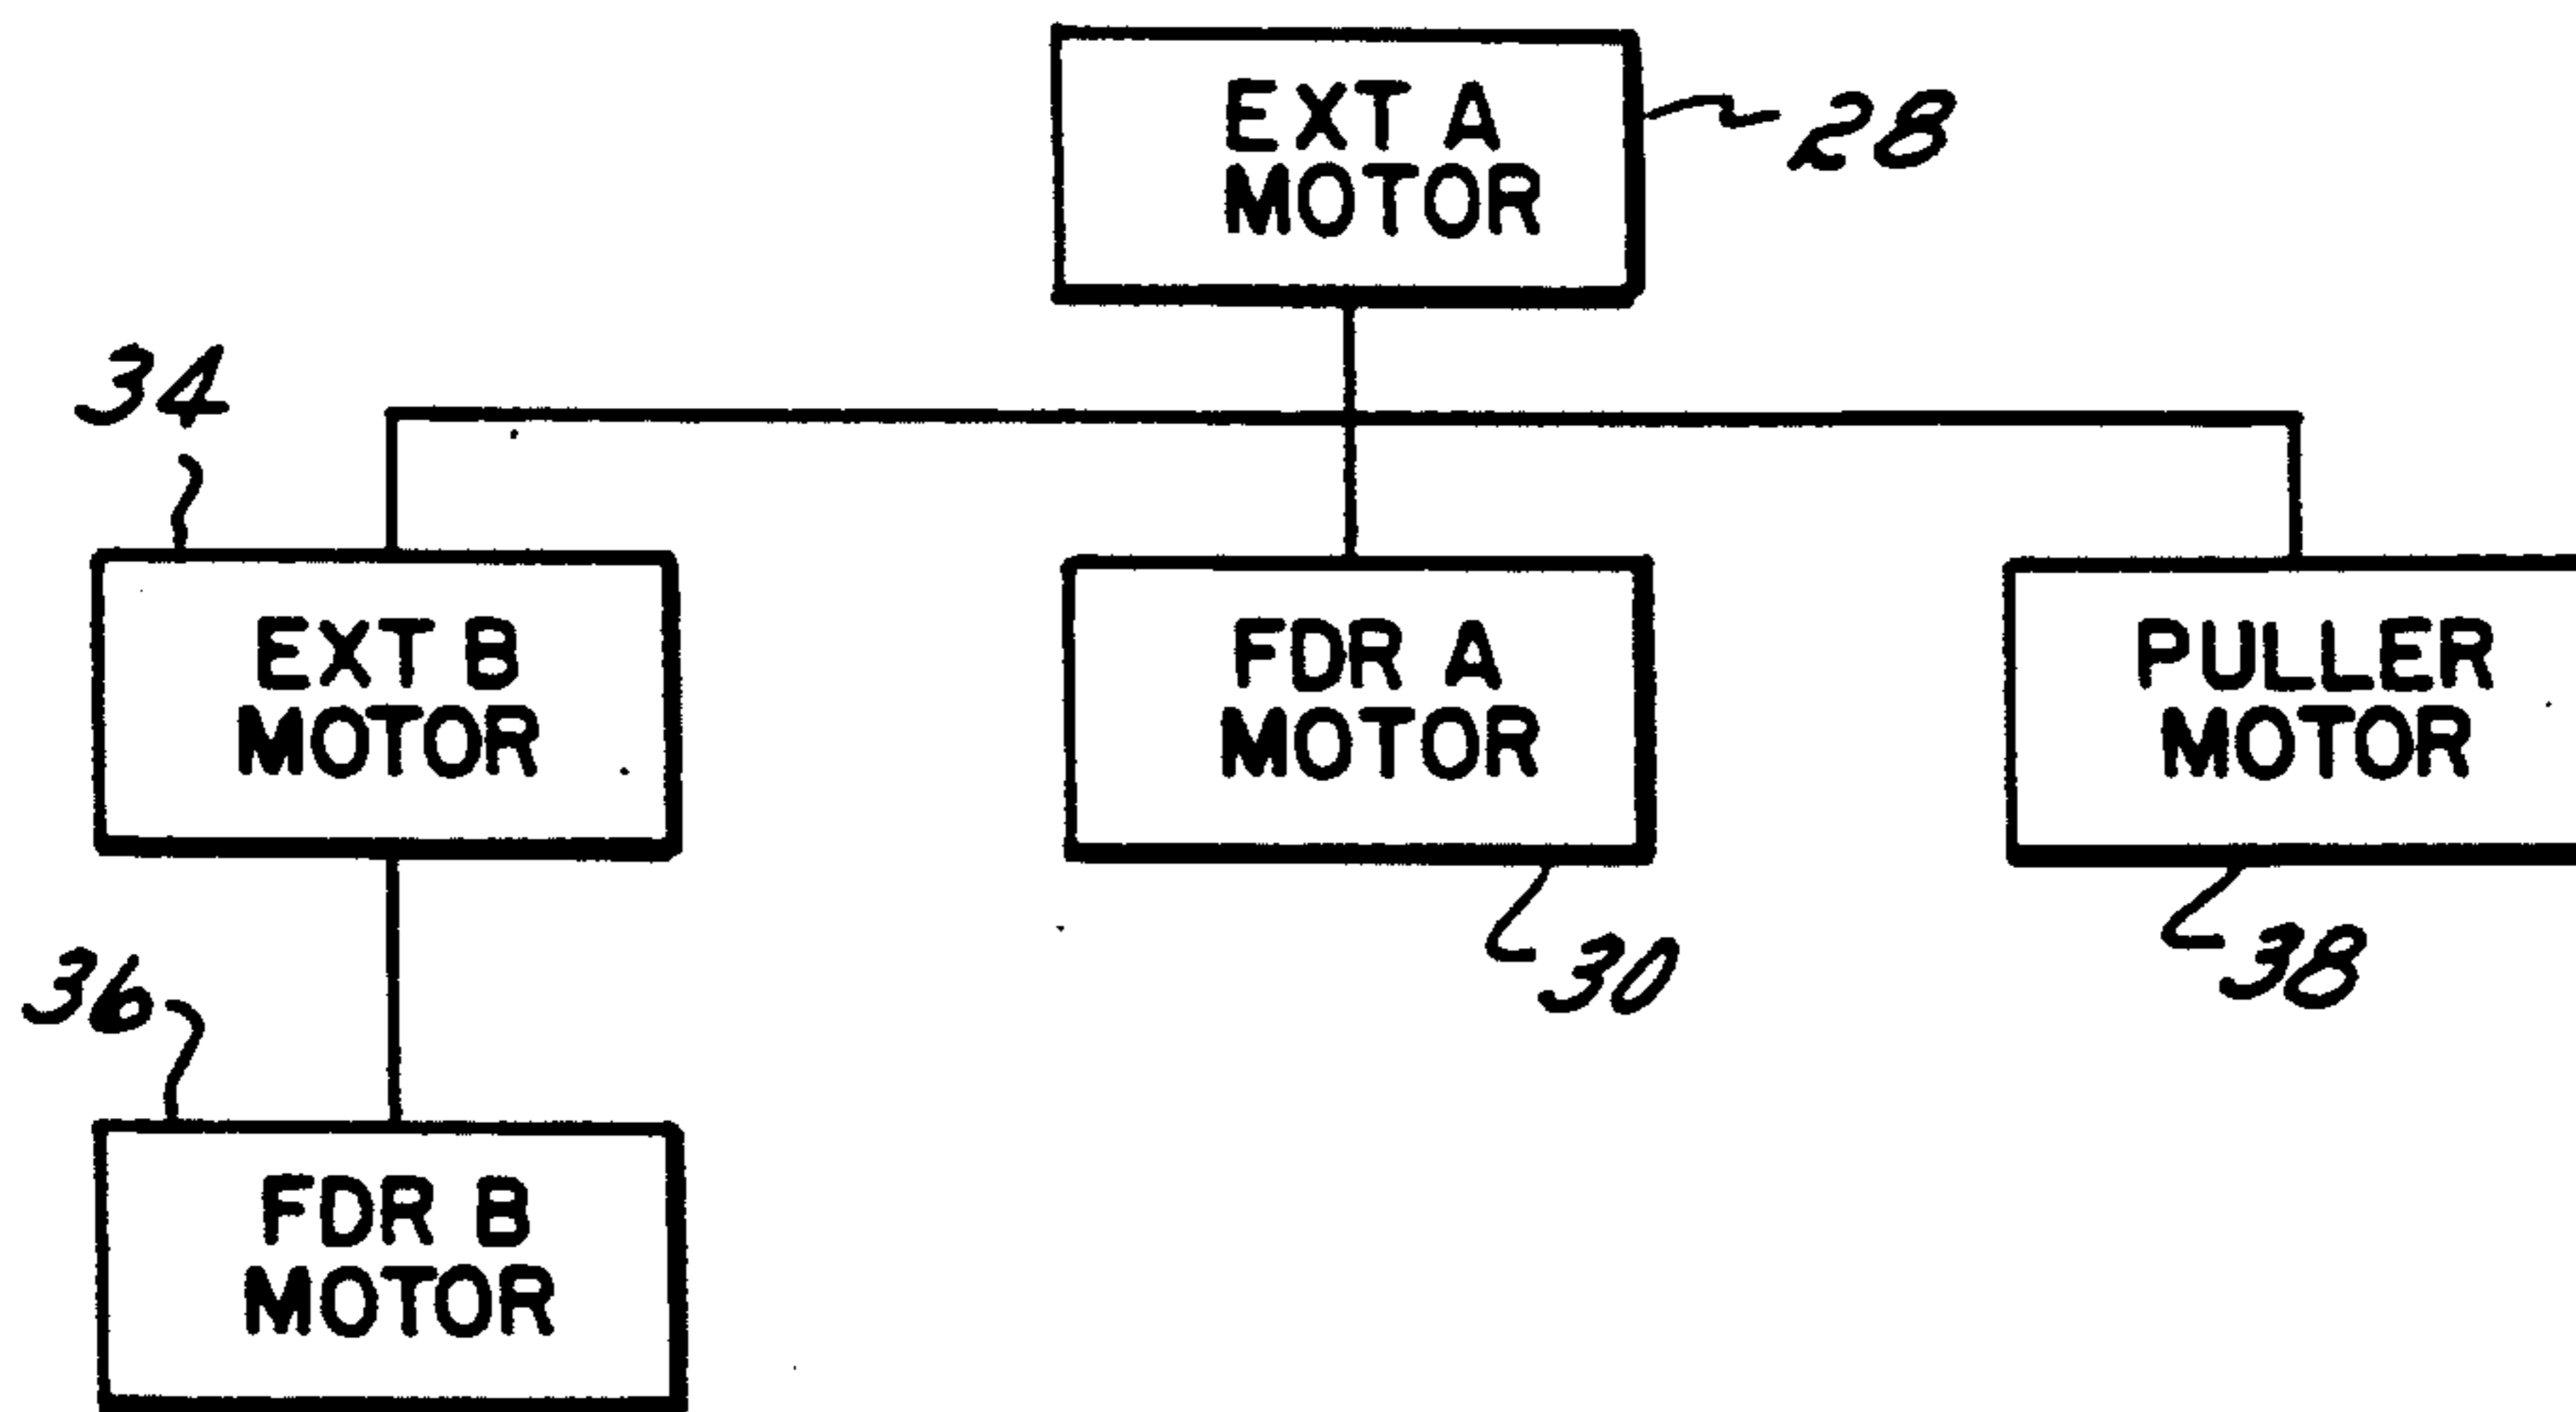 EXT A
MOTOR
28
34
EXT B
MOTOR
FDR A
MOTOR
PULLER
MOTOR
30
38
36
FDR B
MOTOR